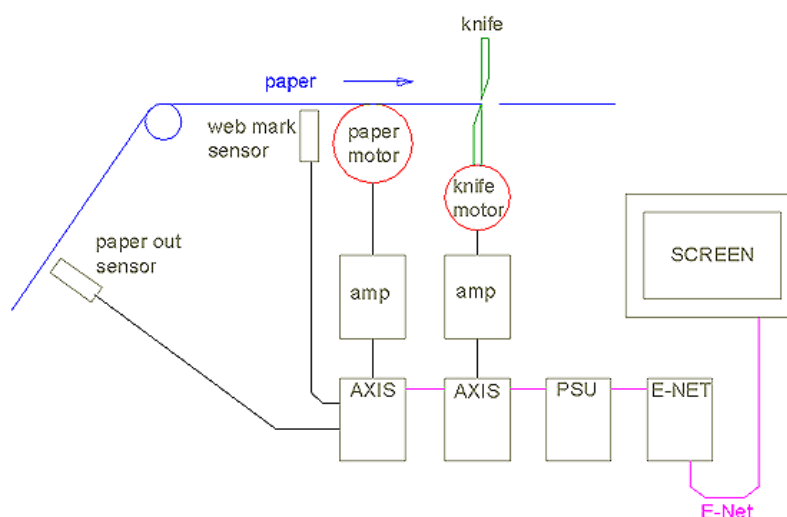 knife
paper
web mark
sensor
paper
motor
knife
motor
paper out
sensor
SCREEN
amp
amp
AXIS
AXIS
PSU
E-NET
E-Net